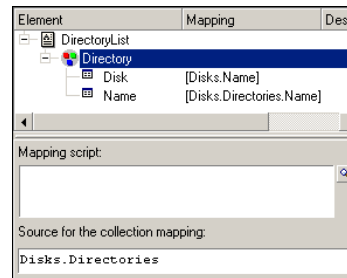 Element Mapping Des
DirectoryList
Directory
Disk [Disks.Name]
Name [Disks.Directories.Name]
Mapping script:
Source for the collection mapping:
Disks.Directories